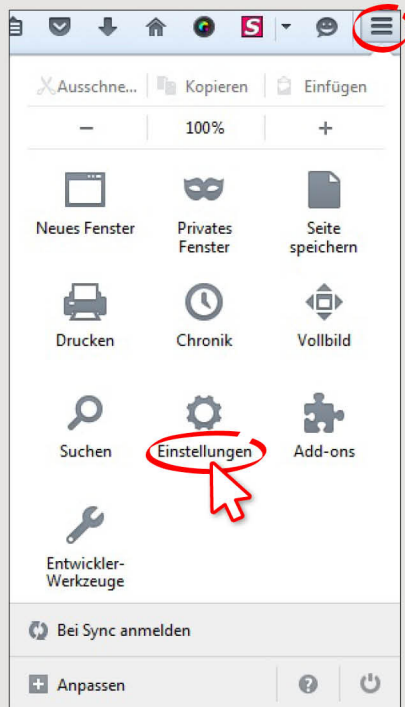 S
Ausschne... Kopieren Einfügen
− 100% +
Neues Fenster Privates Seite
Fenster speichern
Drucken Chronik Vollbild
Suchen Einstellungen Add-ons
Entwickler-
Werkzeuge
Bei Sync anmelden
Anpassen ?